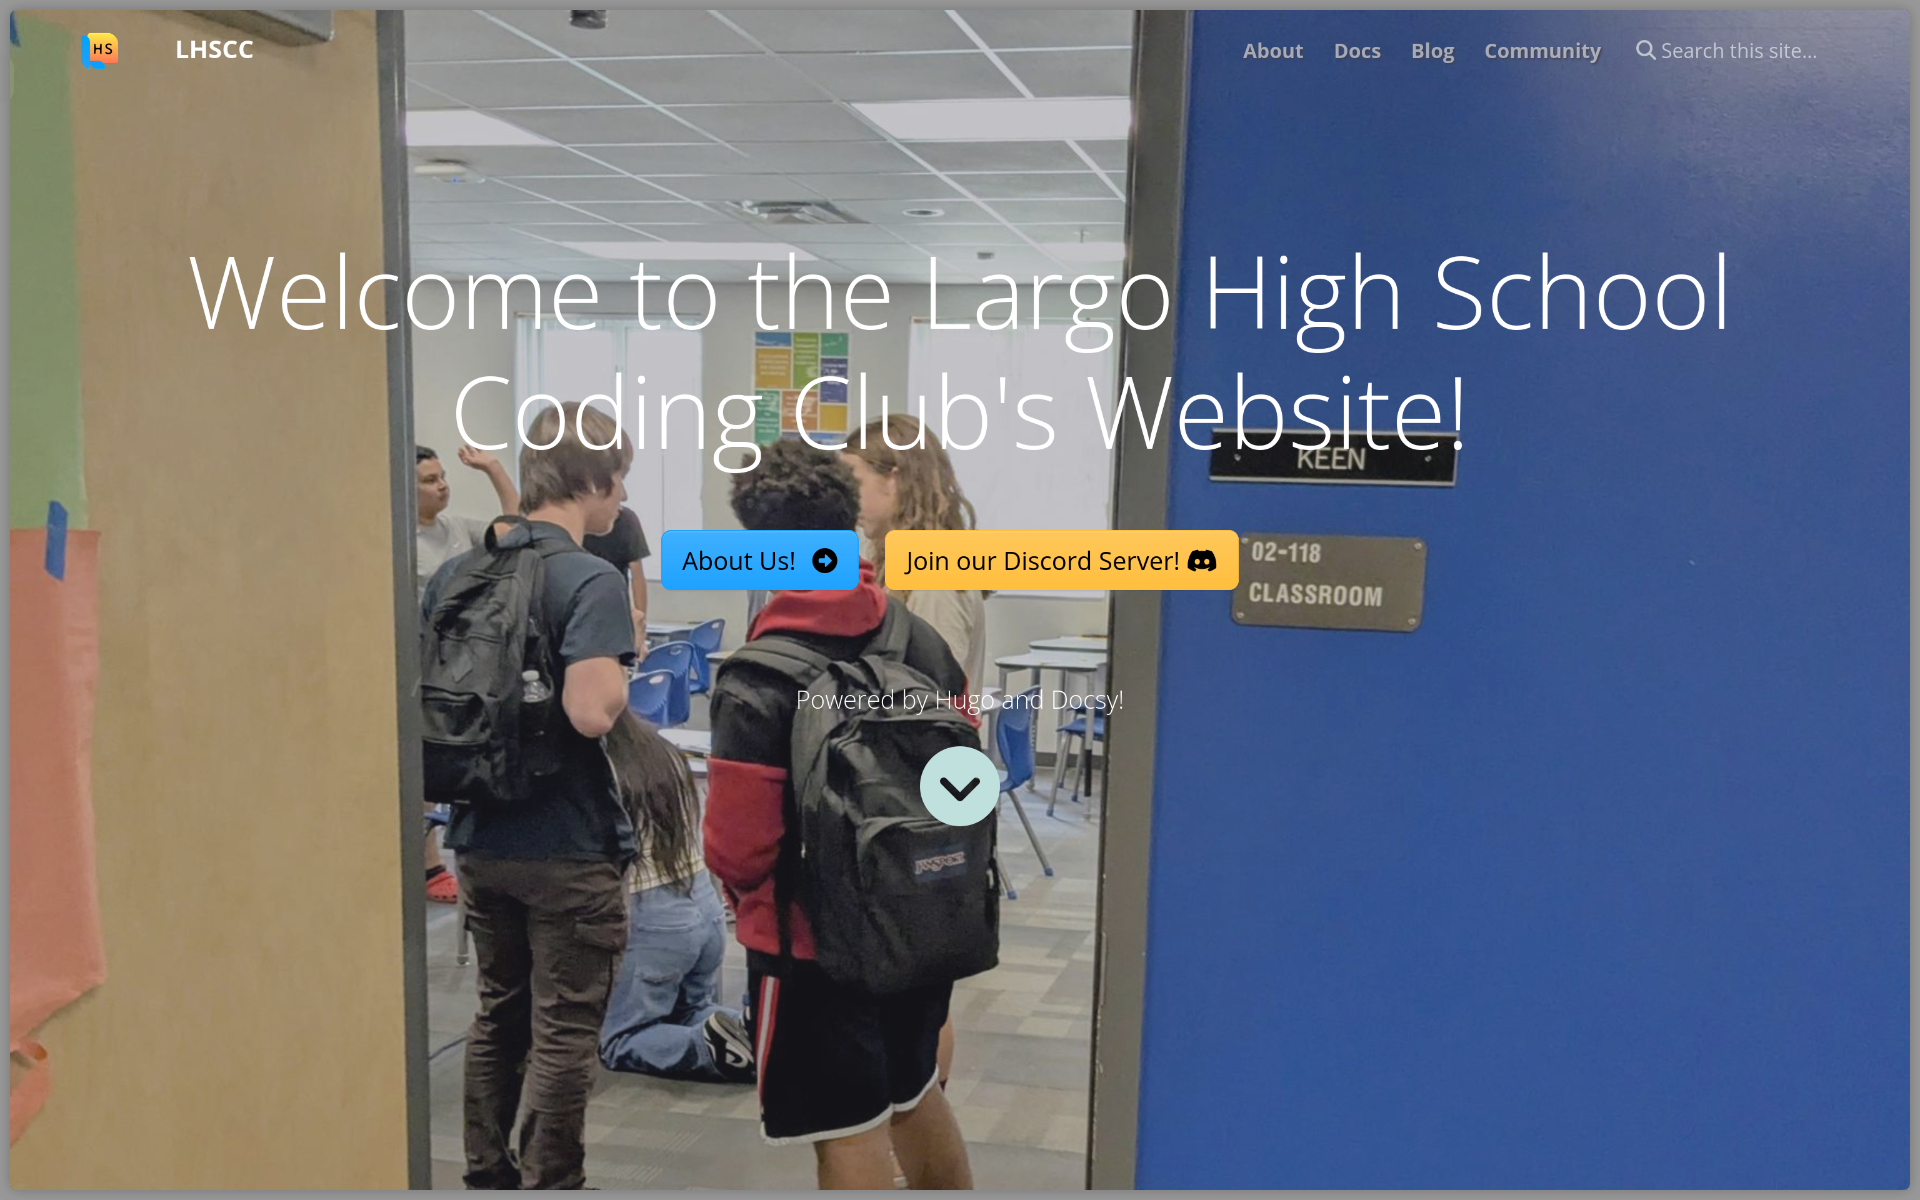 HS
LHSCC
About
Docs
Blog
Community
Search this site...
Welcome to the Largo High School
Coding Club's Website!
KEEN
About Us!
Join our Discord Server!
02-118
CLASSROOM
Powered by Hugo and Docsy!
JANSPORT